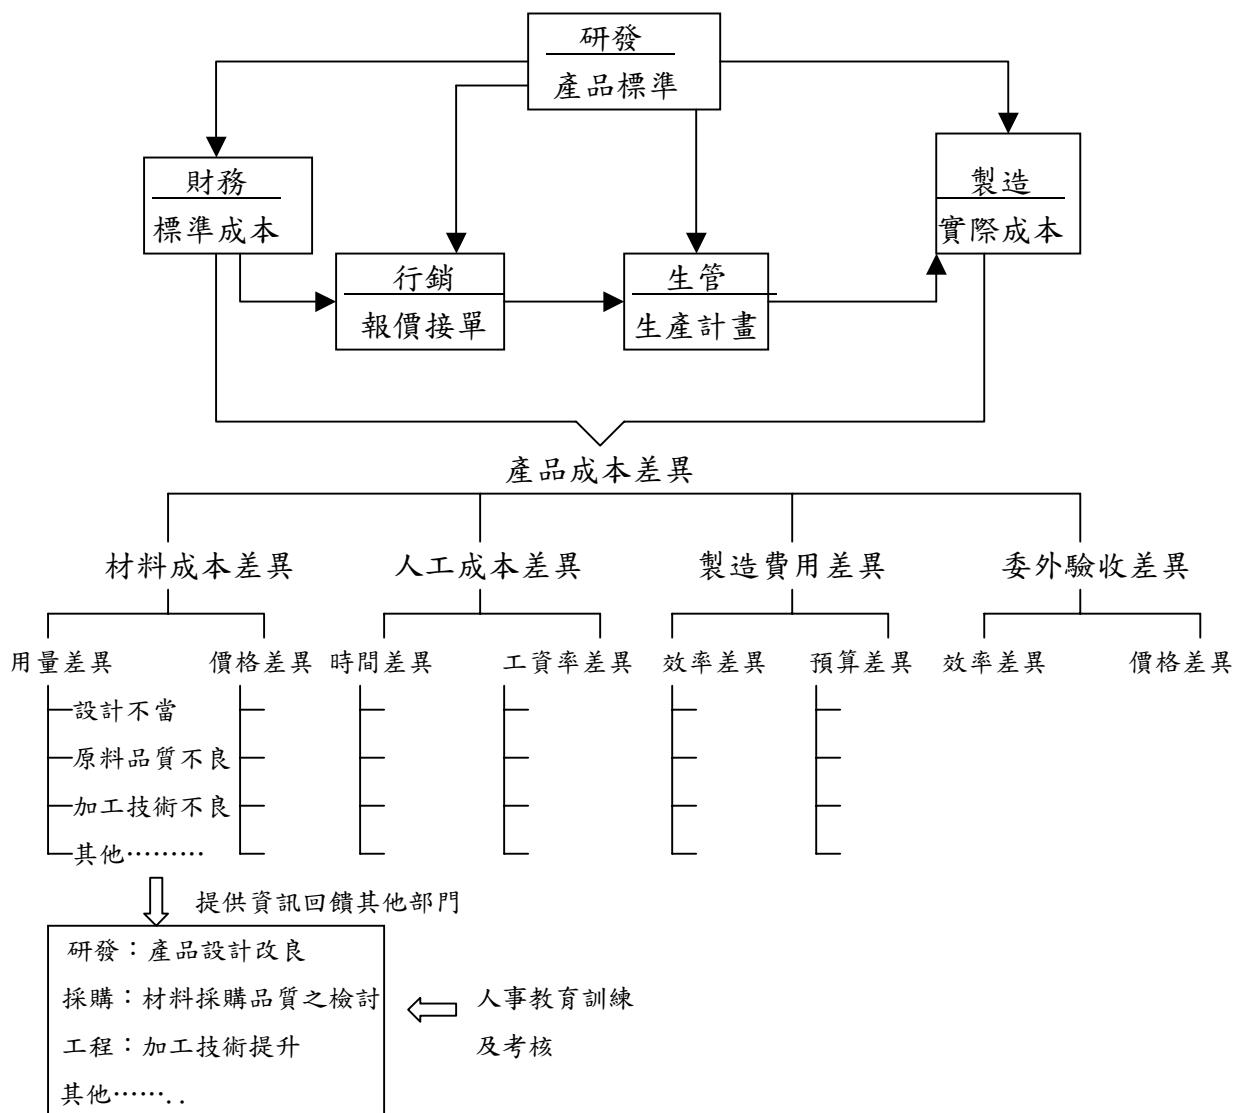 研發
產品標準
財務
標準成本
製造
實際成本
行銷
報價接單
生管
生產計畫
產品成本差異
材料成本差異
人工成本差異
製造費用差異
委外驗收差異
用量差異
價格差異
時間差異
工資率差異
效率差異
預算差異
效率差異
價格差異
設計不當
原料品質不良
加工技術不良
其他………
提供資訊回饋其他部門
研發：產品設計改良
採購：材料採購品質之檢討
工程：加工技術提升
其他……..
人事教育訓練
及考核